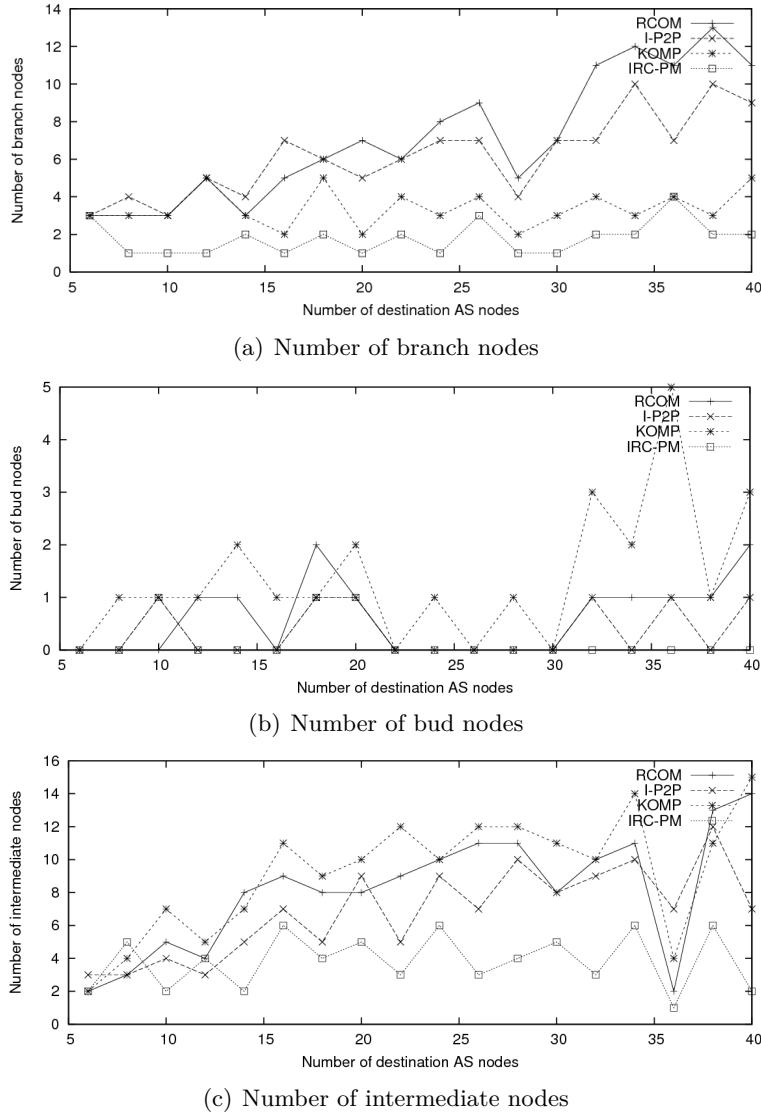 14
12
10
8
6
4
2
0
Number of branch nodes
RCOM
I-P2P
KOMP
IRC-PM
5 10 15 20 25 30 35 40
Number of destination AS nodes
(a) Number of branch nodes
5
4
3
2
1
0
Number of bud nodes
RCOM
I-P2P
KOMP
IRC-PM
5 10 15 20 25 30 35 40
Number of destination AS nodes
(b) Number of bud nodes
16
14
12
10
8
6
4
2
0
Number of intermediate nodes
RCOM
I-P2P
KOMP
IRC-PM
5 10 15 20 25 30 35 40
Number of destination AS nodes
(c) Number of intermediate nodes